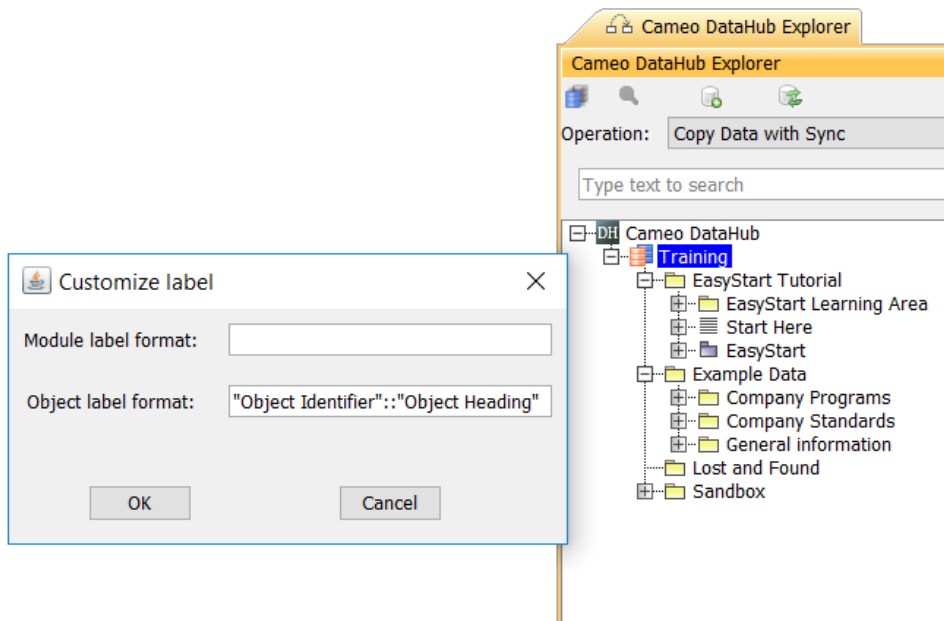 Cameo DataHub Explorer
Cameo DataHub Explorer
Operation: Copy Data with Sync
Type text to search
DH Cameo DataHub
Training
EasyStart Tutorial
EasyStart Learning Area
Start Here
EasyStart
Example Data
Company Programs
Company Standards
General information
Lost and Found
Sandbox
Customize label
Module label format:
Object label format: "Object Identifier"::"Object Heading"
OK Cancel